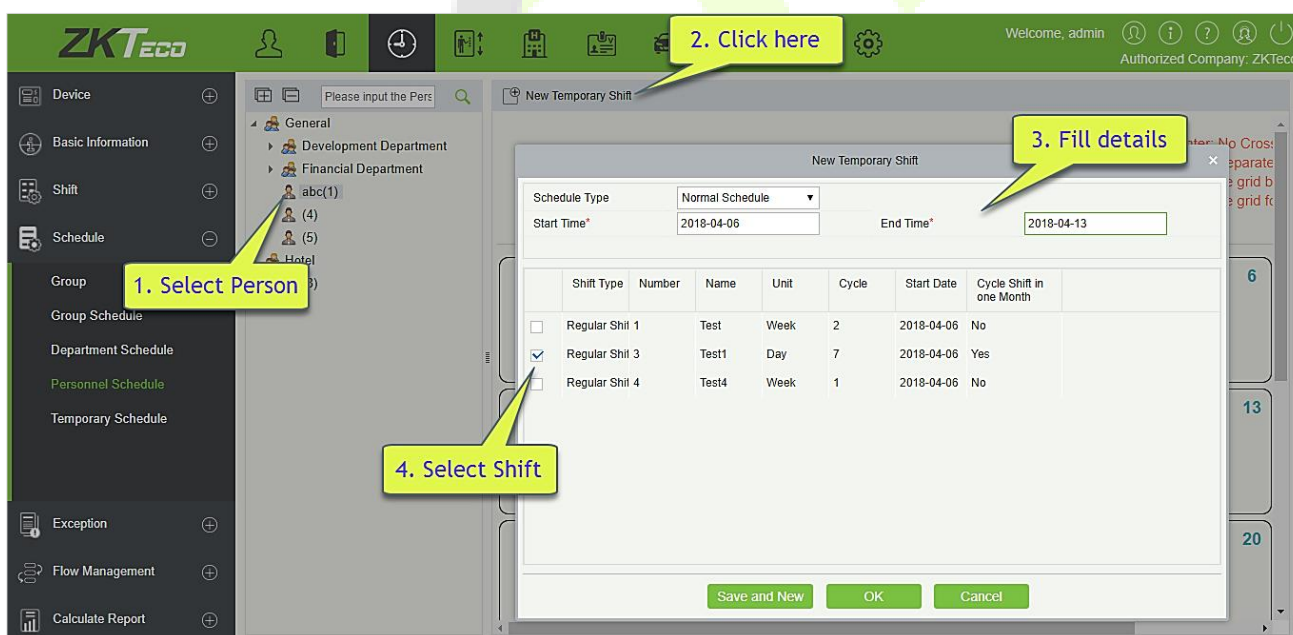 ZKTECO
2. Click here
Welcome, admin
Authorized Company: ZKTeco
Device
Basic Information
Shift
Schedule
Group
Group Schedule
Department Schedule
Personnel Schedule
Temporary Schedule
Exception
Flow Management
Calculate Report
Please input the Pers
General
Development Department
Financial Department
abc(1)
(4)
(5)
Hotel
1. Select Person
New Temporary Shift
No Cross
eparate
e grid b
e grid fo
3. Fill details
New Temporary Shift
Schedule Type Normal Schedule
Start Time* 2018-04-06 End Time* 2018-04-13
Shift Type Number Name Unit Cycle Start Date Cycle Shift in
one Month
Regular Shif 1 Test Week 2 2018-04-06 No
Regular Shif 3 Test1 Day 7 2018-04-06 Yes
Regular Shif 4 Test4 Week 1 2018-04-06 No
4. Select Shift
Save and New OK Cancel
6
13
20